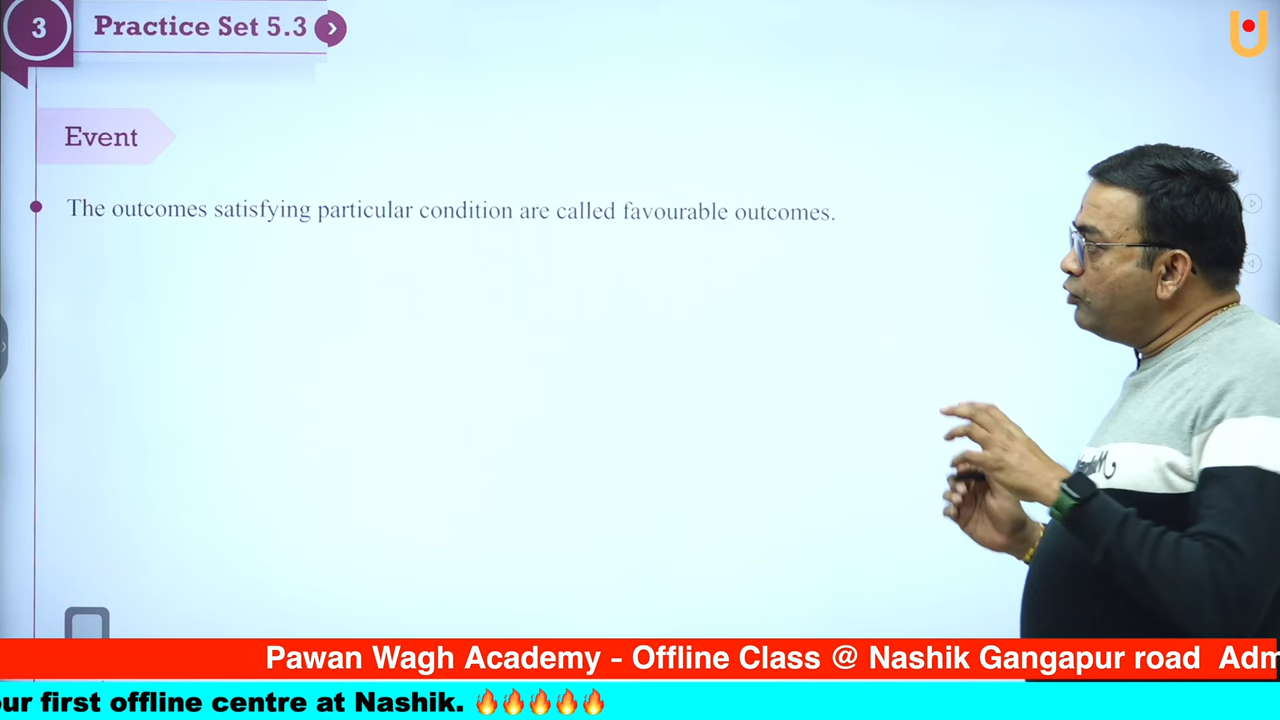 3 Practice Set 5.3
Event
The outcomes satisfying particular condition are called favourable outcomes.
Pawan Wagh Academy - Offline Class @ Nashik Gangapur road Adm
our first offline centre at Nashik. 🔥🔥🔥🔥🔥